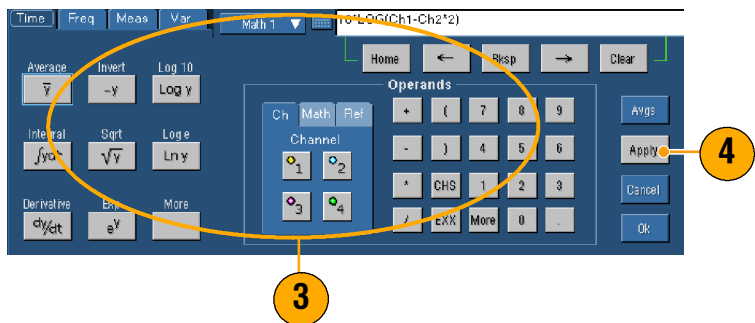 Time Freq Meas Var Math 1 10*LOG(Ch1-Ch2*2)
Home ← Bksp → Clear
Operands
Average Invert Log 10
y̅ -y Log y
Ch Math Ref
+ ( 7 8 9
Avgs
Channel
Integral Sqrt Log e
∫ydt √y Ln y
1 2
- ) 4 5 6
Apply
4
* CHS 1 2 3
Cancel
3 4
Derivative Exp More
dy/dt e^y
/ EXX More 0 .
Ok
3